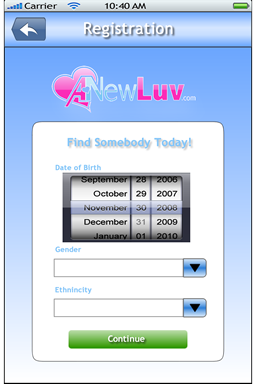 Carrier 10:40 AM
Registration
ANewLuv.com
Find Somebody Today!
Date of Birth
September 28 2006
October 29 2007
November 30 2008
December 31 2009
January 01 2010
Gender
Ethnincity
Continue